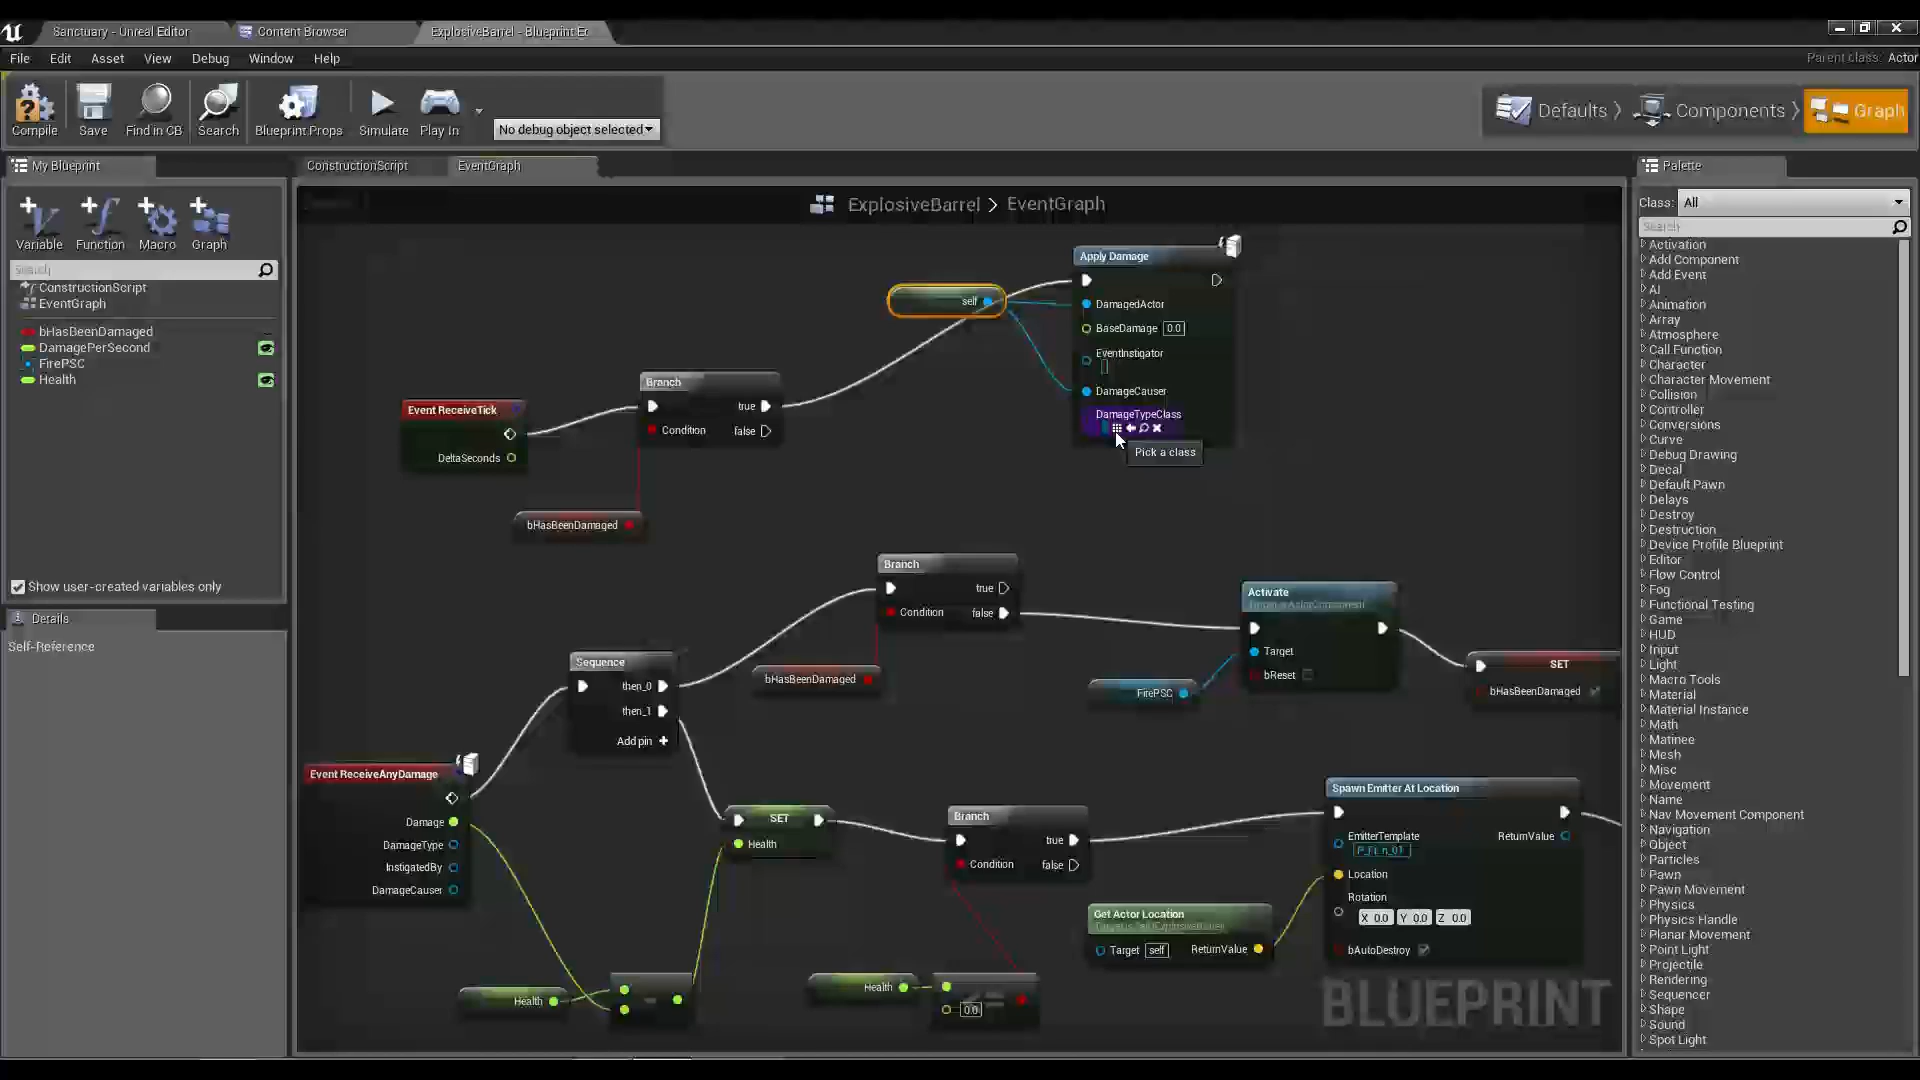 Sanctuary - Unreal Editor
Content Browser
ExplosiveBarrel - Blueprint Er
File Edit Asset View Debug Window Help
Parent class: Actor
Compile
Save
Find in CB
Search
Blueprint Props
Simulate
Play In
No debug object selected
Defaults
Components
Graph
My Blueprint
Variable
Function
Macro
Graph
Search
ConstructionScript
EventGraph
bHasBeenDamaged
DamagePerSecond
FirePSC
Health
Show user-created variables only
Details
Self-Reference
ConstructionScript
EventGraph
ExplosiveBarrel > EventGraph
Apply Damage
DamagedActor
BaseDamage 0.0
EventInstigator
DamageCauser
DamageTypeClass
Pick a class
self
Branch
true
Condition false
Event ReceiveTick
DeltaSeconds
bHasBeenDamaged
Branch
true
Condition false
bHasBeenDamaged
Activate
Target
bReset
FirePSC
SET
bHasBeenDamaged
Sequence
then_0
then_1
Add pin
Event ReceiveAnyDamage
Damage
DamageType
InstigatedBy
DamageCauser
SET
Health
Branch
true
Condition false
Spawn Emitter At Location
EmitterTemplate ReturnValue
Location
Rotation
X 0.0 Y 0.0 Z 0.0
bAutoDestroy
Get Actor Location
Target self ReturnValue
Health
-
Health
0.0
BLUEPRINT
Palette
Class: All
Search
Activation
Add Component
Add Event
AI
Animation
Array
Atmosphere
Call Function
Character
Character Movement
Collision
Controller
Conversions
Curve
Debug Drawing
Decal
Default Pawn
Delays
Destroy
Destruction
Device Profile Blueprint
Editor
Flow Control
Fog
Functional Testing
Game
HUD
Input
Light
Macro Tools
Material
Material Instance
Math
Matinee
Mesh
Misc
Movement
Name
Nav Movement Component
Navigation
Object
Particles
Pawn
Pawn Movement
Physics
Physics Handle
Planar Movement
Point Light
Projectile
Rendering
Sequencer
Shape
Sound
Spot Light